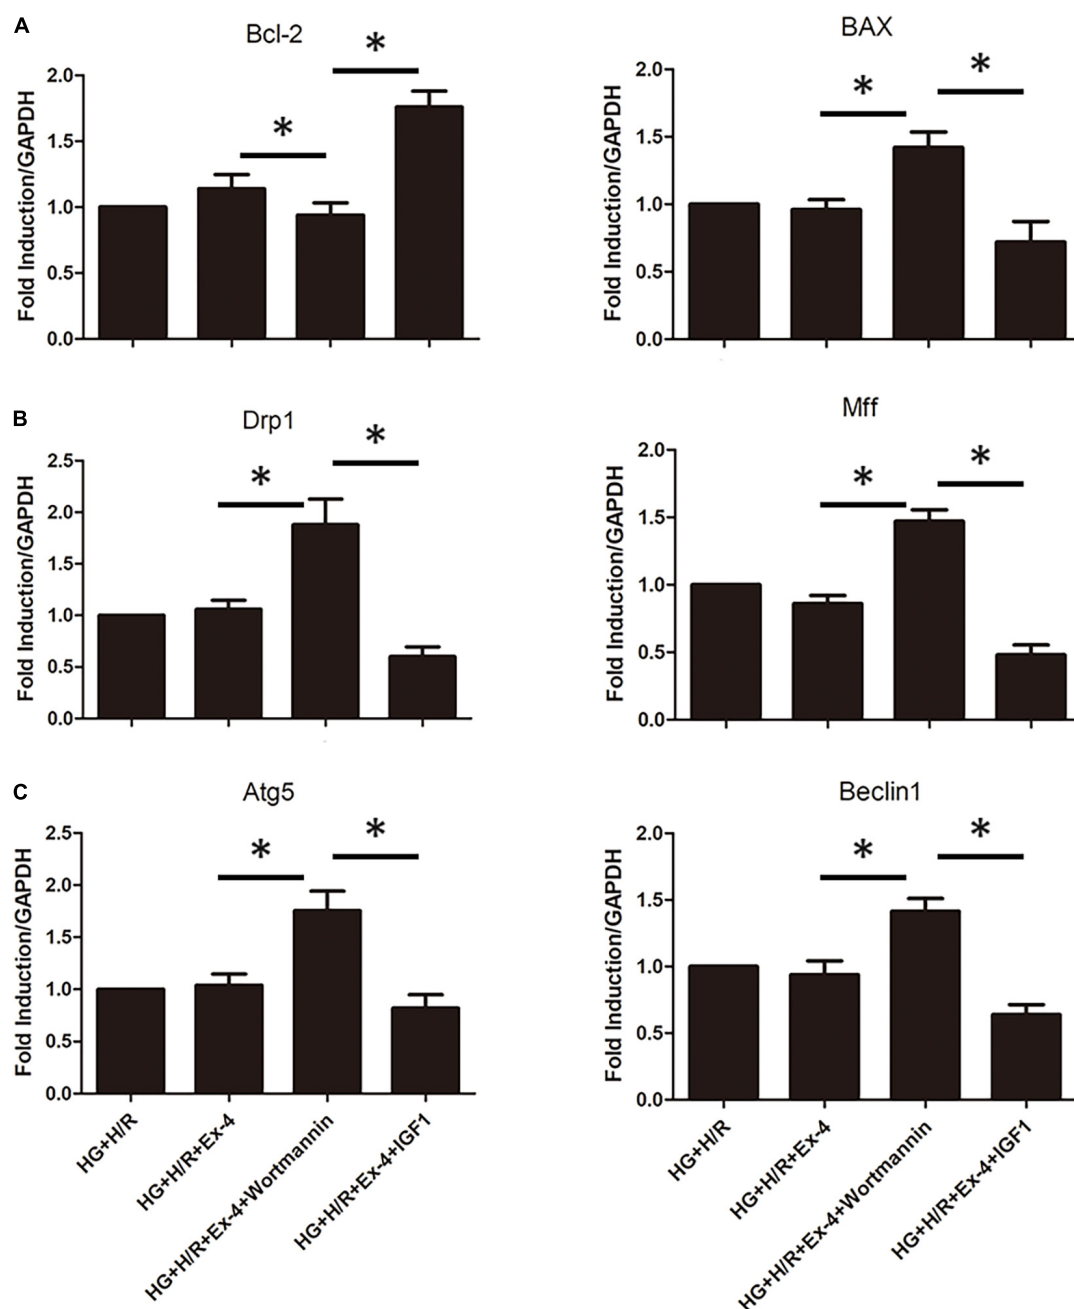 A
Bcl-2
*
*
Fold Induction/GAPDH
2.0
1.5
1.0
0.5
0.0
BAX
*
*
Fold Induction/GAPDH
2.0
1.5
1.0
0.5
0.0
B
Drp1
*
*
Fold Induction/GAPDH
2.5
2.0
1.5
1.0
0.5
0.0
Mff
*
*
Fold Induction/GAPDH
2.0
1.5
1.0
0.5
0.0
C
Atg5
*
*
Fold Induction/GAPDH
2.5
2.0
1.5
1.0
0.5
0.0
HG+H/R
HG+H/R+Ex-4
HG+H/R+Ex-4+Wortmannin
HG+H/R+Ex-4+IGF1
Beclin1
*
*
Fold Induction/GAPDH
2.0
1.5
1.0
0.5
0.0
HG+H/R
HG+H/R+Ex-4
HG+H/R+Ex-4+Wortmannin
HG+H/R+Ex-4+IGF1